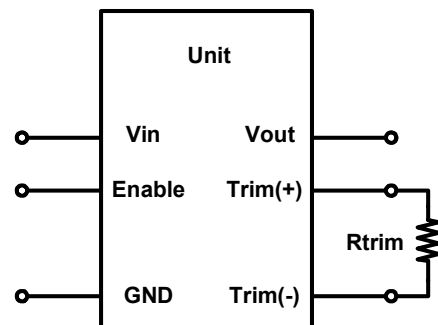 Unit
Vin Vout
Enable Trim(+)
Rtrim
GND Trim(-)